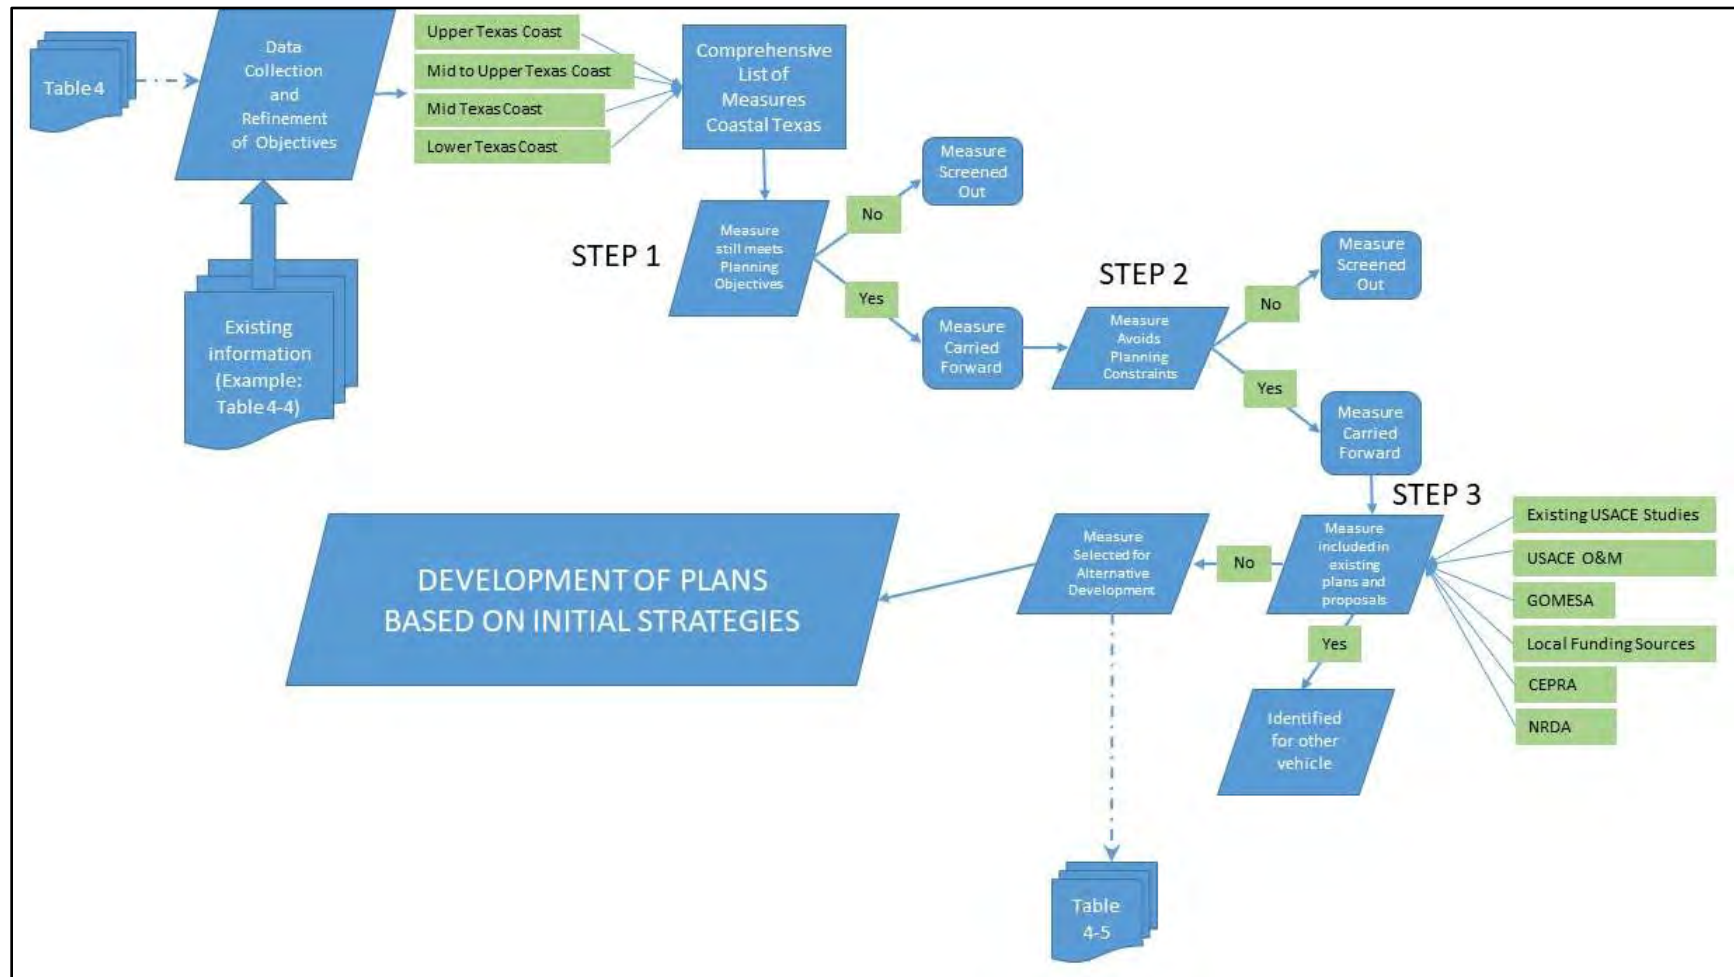 Table 4
Data
Collection
and
Refinement
of Objectives
Upper Texas Coast
Mid to Upper Texas Coast
Mid Texas Coast
Lower Texas Coast
Comprehensive
List of
Measures
Coastal Texas
Existing
information
(Example:
Table 4-4)
STEP 1
Measure
still meets
Planning
Objectives
No
Measure
Screened
Out
Yes
Measure
Carried
Forward
STEP 2
Measure
Avoids
Planning
Constraints
No
Measure
Screened
Out
Yes
Measure
Carried
Forward
STEP 3
Measure
included in
existing
plans and
proposals
Existing USACE Studies
USACE O&M
GOMESA
Local Funding Sources
CEPRA
NRDA
No
Yes
Identified
for other
vehicle
Measure
Selected for
Alternative
Development
DEVELOPMENT OF PLANS
BASED ON INITIAL STRATEGIES
Table
4-5